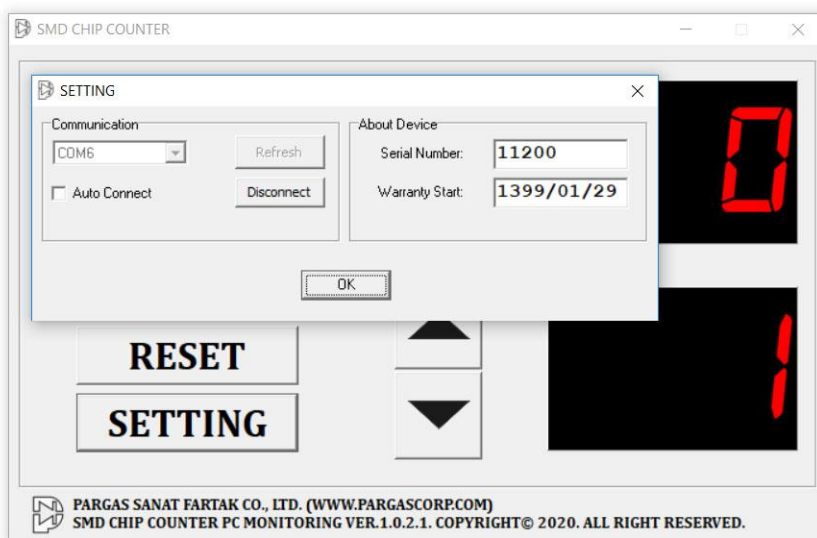 SMD CHIP COUNTER
SETTING
Communication
COM6
Refresh
Auto Connect
Disconnect
About Device
Serial Number: 11200
Warranty Start: 1399/01/29
OK
0
1
RESET
SETTING
PARGAS SANAT FARTAK CO., LTD. (WWW.PARGASCORP.COM)
SMD CHIP COUNTER PC MONITORING VER.1.0.2.1. COPYRIGHT© 2020. ALL RIGHT RESERVED.